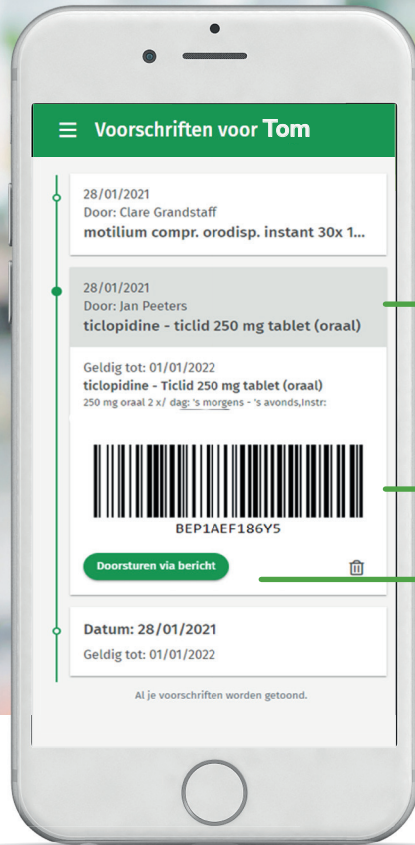 Voorschriften voor Tom
28/01/2021
Door: Clare Grandstaff
motilium compr. orodisp. instant 30x 1...
28/01/2021
Door: Jan Peeters
ticlopidine - ticlid 250 mg tablet (oraal)
Geldig tot: 01/01/2022
ticlopidine - Ticlid 250 mg tablet (oraal)
250 mg oraal 2 x/ dag: 's morgens - 's avonds,Instr:
BEP1AEF186Y5
Doorsturen via bericht
Datum: 28/01/2021
Geldig tot: 01/01/2022
Al je voorschriften worden getoond.